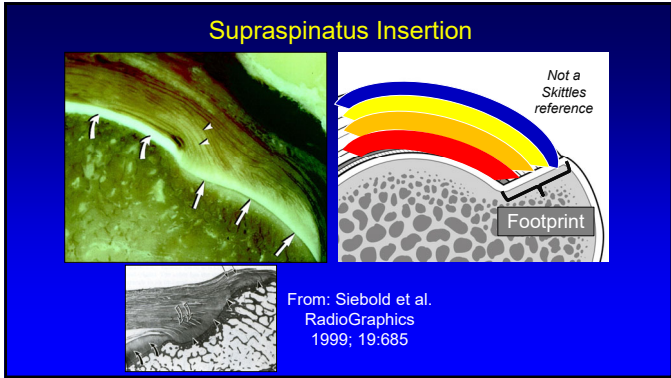 Supraspinatus Insertion
Not a
Skittles
reference
Footprint
From: Siebold et al.
RadioGraphics
1999; 19:685